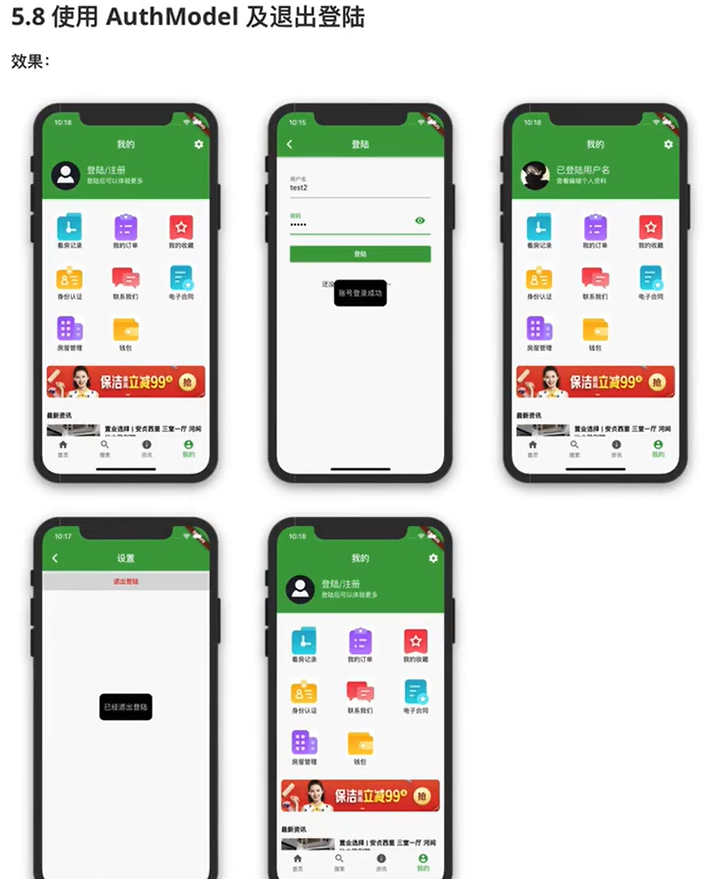 5.8 使用 AuthModel 及退出登陆
效果：
10:18
我的
登陆/注册
登陆后可以体验更多
看房记录
我的订单
我的收藏
身份认证
联系我们
电子合同
房屋管理
钱包
保洁 立减99 抢
最新资讯
置业选择 | 安贞西里 三室一厅 河间
首页
搜索
资讯
我的
10:15
登陆
用户名
test2
密码
•••••
登陆
还没
账号登录成功
10:18
我的
已登陆用户名
查看编辑个人资料
看房记录
我的订单
我的收藏
身份认证
联系我们
电子合同
房屋管理
钱包
保洁 立减99 抢
最新资讯
置业选择 | 安贞西里 三室一厅 河间
首页
搜索
资讯
我的
10:17
设置
退出登陆
已经退出登陆
10:18
我的
登陆/注册
登陆后可以体验更多
看房记录
我的订单
我的收藏
身份认证
联系我们
电子合同
房屋管理
钱包
保洁 立减99 抢
最新资讯
置业选择 | 安贞西里 三室一厅 河间
首页
搜索
资讯
我的